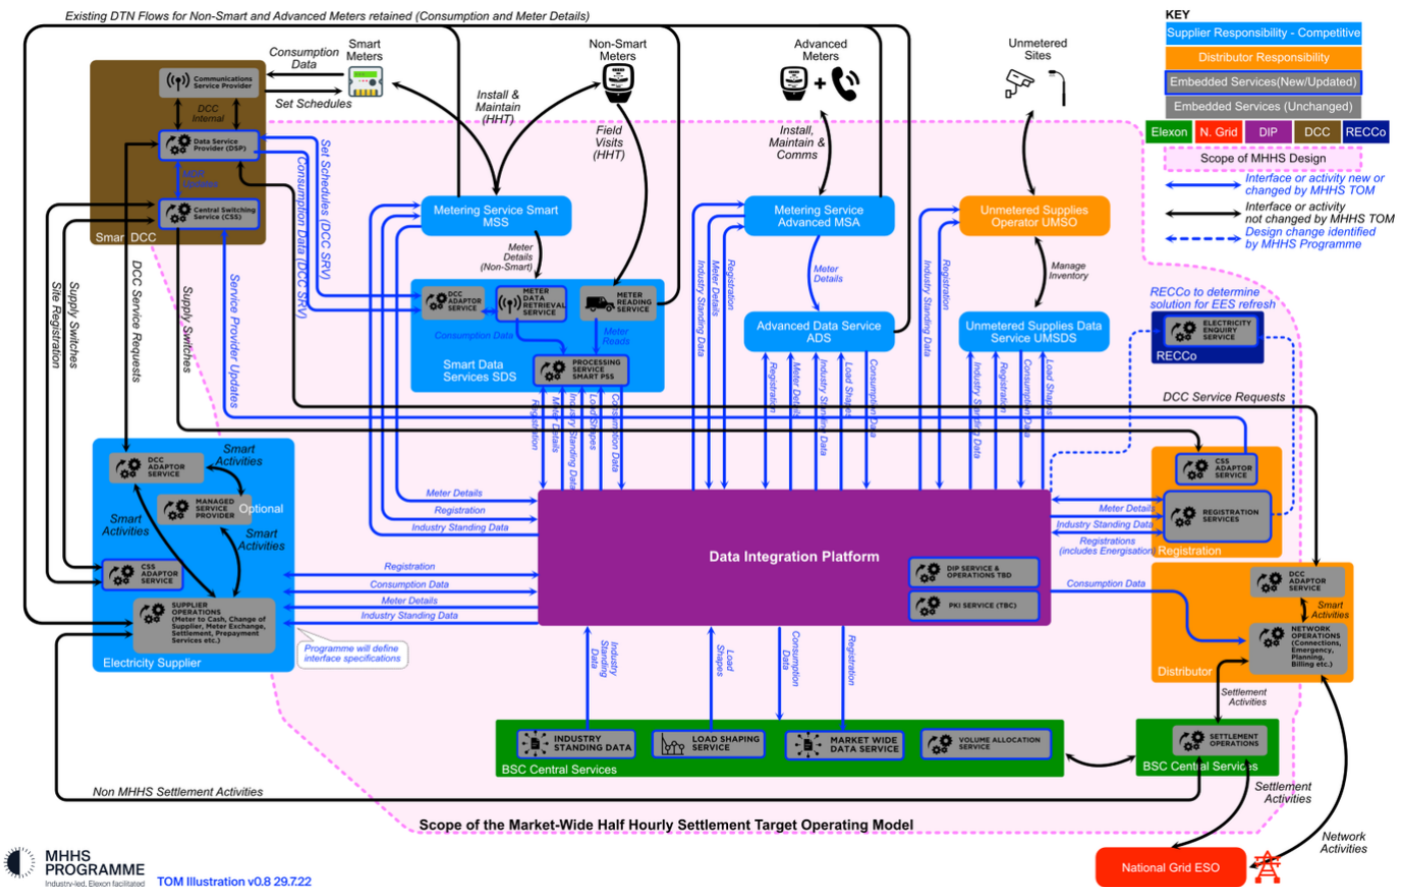 Existing DTN Flows for Non-Smart and Advanced Meters retained (Consumption and Meter Details)
KEY
Supplier Responsibility - Competitive
Distributor Responsibility
Embedded Services(New/Updated)
Embedded Services (Unchanged)
Elexon
N. Grid
DIP
DCC
RECCo
Scope of MHHS Design
Interface or activity new or
changed by MHHS TOM
Interface or activity
not changed by MHHS TOM
Design change identified
by MHHS Programme
Smart
Meters
Non-Smart
Meters
Advanced
Meters
Unmetered
Sites
Consumption
Data
Set Schedules
Install &
Maintain
(HHT)
Field
Visits
(HHT)
Install,
Maintain &
Comms
Communications
Service Provider
DCC
Internal
Data Service
Provider (DSP)
MDR
Updates
Central Switching
Service (CSS)
Smart DCC
Set Schedules (DCC SRV)
Consumption Data (DCC SRV)
Metering Service Smart
MSS
Metering Service
Advanced MSA
Unmetered Supplies
Operator UMSO
Meter
Details
(Non-Smart)
Meter
Details
Manage
Inventory
Registration
Meter Details
Industry Standing Data
Registration
Industry Standing Data
DCC
ADAPTOR
SERVICE
METER
DATA
RETRIEVAL
SERVICE
METER
READING
SERVICE
Consumption Data
Meter
Reads
PROCESSING
SERVICE
SMART PSS
Smart Data
Services SDS
Advanced Data Service
ADS
Unmetered Supplies Data
Service UMSDS
RECCo to determine
solution for EES refresh
ELECTRICITY
ENQUIRY
SERVICE
RECCo
Site Registration
Supply Switches
DCC Service Requests
Supply Switches
Service Provider Updates
Registration
Meter Details
Industry Standing Data
Load Shapes
Consumption Data
Registration
Meter Details
Industry Standing Data
Load Shapes
Consumption Data
Industry Standing Data
Registration
Consumption Data
Load Shapes
DCC Service Requests
DCC
ADAPTOR
SERVICE
Smart
Activities
MANAGED
SERVICE
PROVIDER
Optional
Smart
Activities
Smart
Activities
CSS
ADAPTOR
SERVICE
SUPPLIER
OPERATIONS
(Meter to Cash, Change of
Supplier, Meter Exchange,
Settlement, Prepayment
Services etc.)
Electricity Supplier
Meter Details
Registration
Industry Standing Data
Registration
Consumption Data
Meter Details
Industry Standing Data
Programme will define
interface specifications
Data Integration Platform
DIP SERVICE &
OPERATIONS TBD
PKI SERVICE (TBC)
CSS
ADAPTOR
SERVICE
REGISTRATION
SERVICES
Registration
Meter Details
Industry Standing Data
Registrations
(includes Energisation)
Consumption Data
DCC
ADAPTOR
SERVICE
Smart
Activities
NETWORK
OPERATIONS
(Connections,
Emergency,
Planning,
Billing etc.)
Distributor
Settlement
Activities
Industry
Standing
Data
Load
Shapes
Consumption
Data
Registration
INDUSTRY
STANDING DATA
LOAD SHAPING
SERVICE
MARKET WIDE
DATA SERVICE
VOLUME ALLOCATION
SERVICE
BSC Central Services
SETTLEMENT
OPERATIONS
BSC Central Services
Non MHHS Settlement Activities
Settlement
Activities
Scope of the Market-Wide Half Hourly Settlement Target Operating Model
Network
Activities
National Grid ESO
MHHS
PROGRAMME
Industry-led, Elexon facilitated
TOM Illustration v0.8 29.7.22